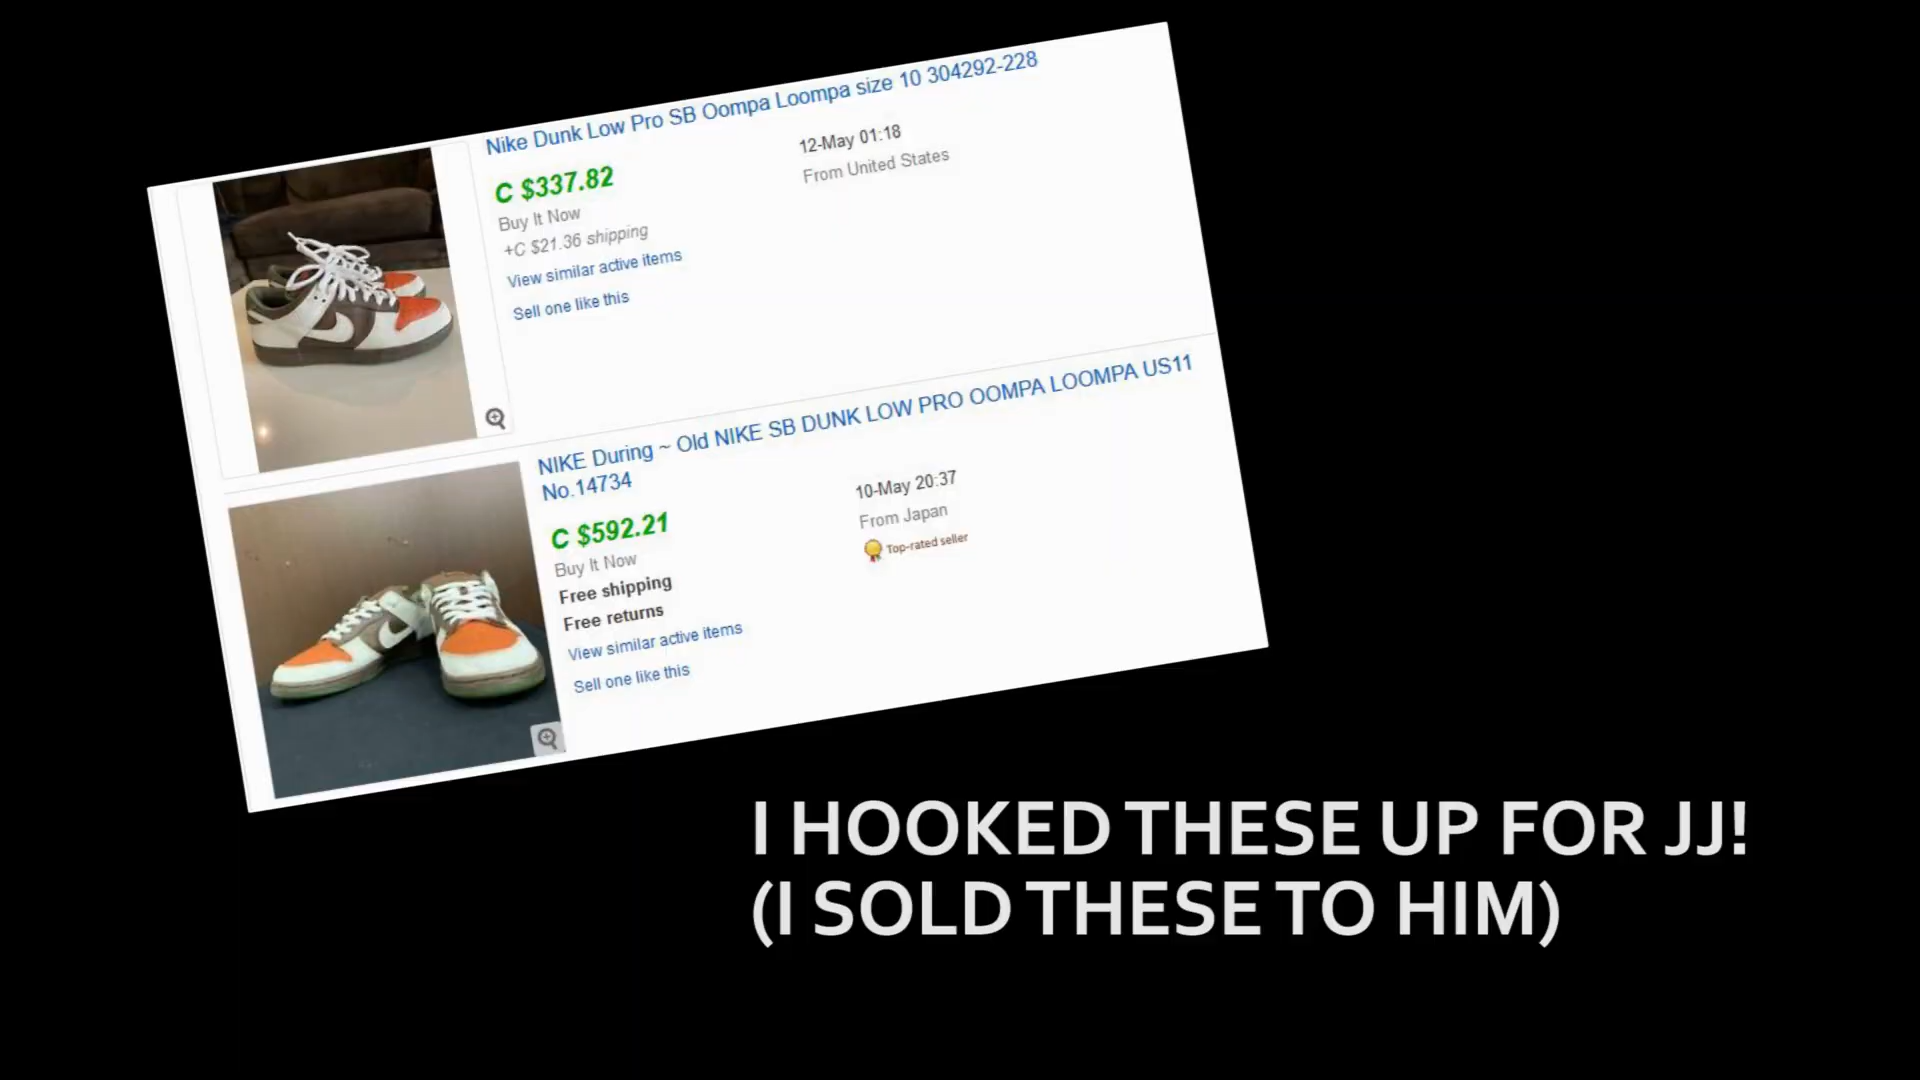 Nike Dunk Low Pro SB Oompa Loompa size 10 304292-228
C $337.82
Buy It Now
+C $21.36 shipping
View similar active items
Sell one like this
12-May 01:18
From United States
NIKE During ~ Old NIKE SB DUNK LOW PRO OOMPA LOOMPA US11
No.14734
C $592.21
Buy It Now
Free shipping
Free returns
View similar active items
Sell one like this
10-May 20:37
From Japan
Top-rated seller
I HOOKED THESE UP FOR JJ!
(I SOLD THESE TO HIM)